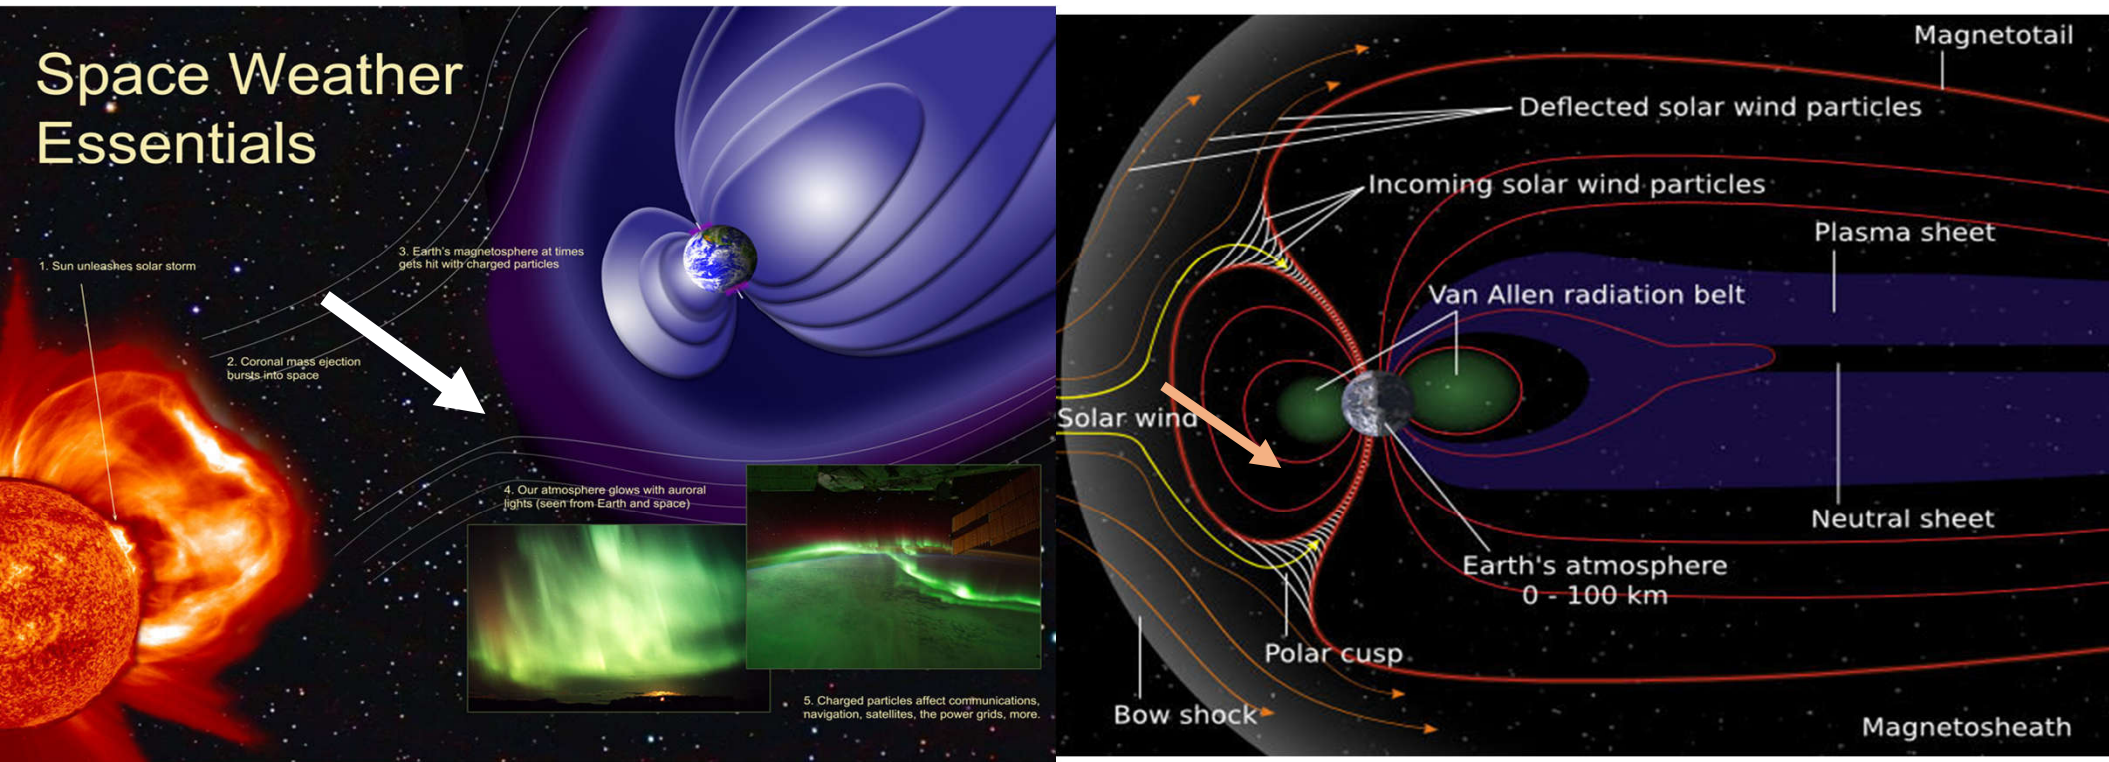 Space Weather
Essentials
1. Sun unleashes solar storm
2. Coronal mass ejection
bursts into space
3. Earth's magnetosphere at times
gets hit with charged particles
4. Our atmosphere glows with auroral
lights (seen from Earth and space)
5. Charged particles affect communications,
navigation, satellites, the power grids, more.
Magnetotail
Deflected solar wind particles
Incoming solar wind particles
Plasma sheet
Van Allen radiation belt
Solar wind
Neutral sheet
Earth's atmosphere
0 - 100 km
Polar cusp
Bow shock
Magnetosheath